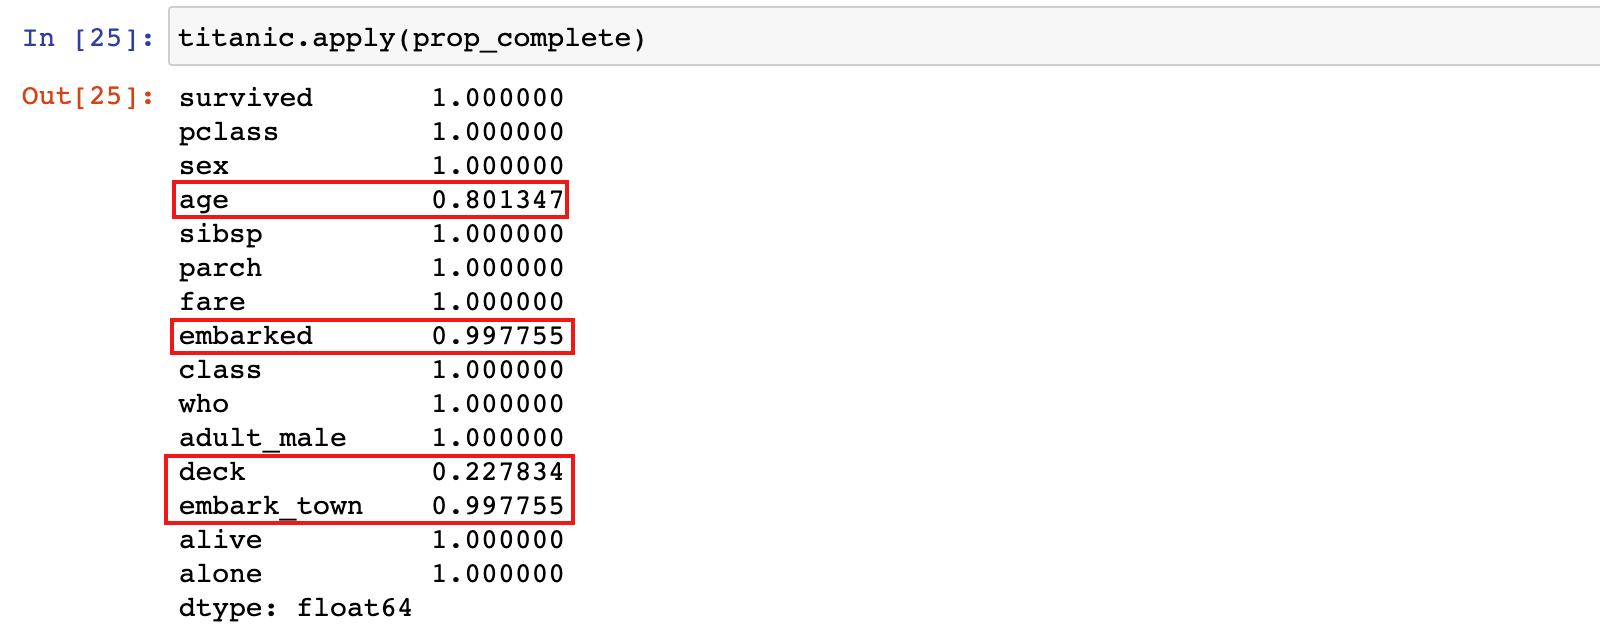 In [25]: titanic.apply(prop_complete)
Out[25]: survived 1.000000
pclass 1.000000
sex 1.000000
age 0.801347
sibsp 1.000000
parch 1.000000
fare 1.000000
embarked 0.997755
class 1.000000
who 1.000000
adult_male 1.000000
deck 0.227834
embark_town 0.997755
alive 1.000000
alone 1.000000
dtype: float64